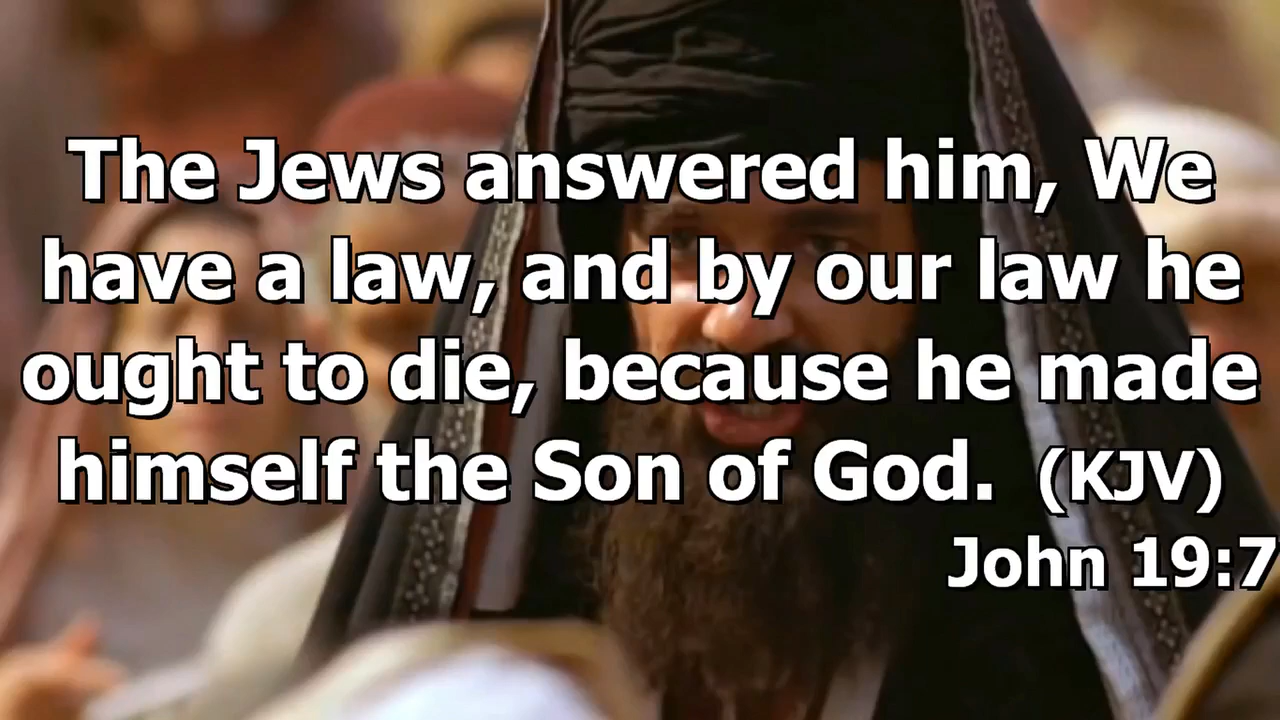 The Jews answered him, We
have a law, and by our law he
ought to die, because he made
himself the Son of God. (KJV)
John 19:7